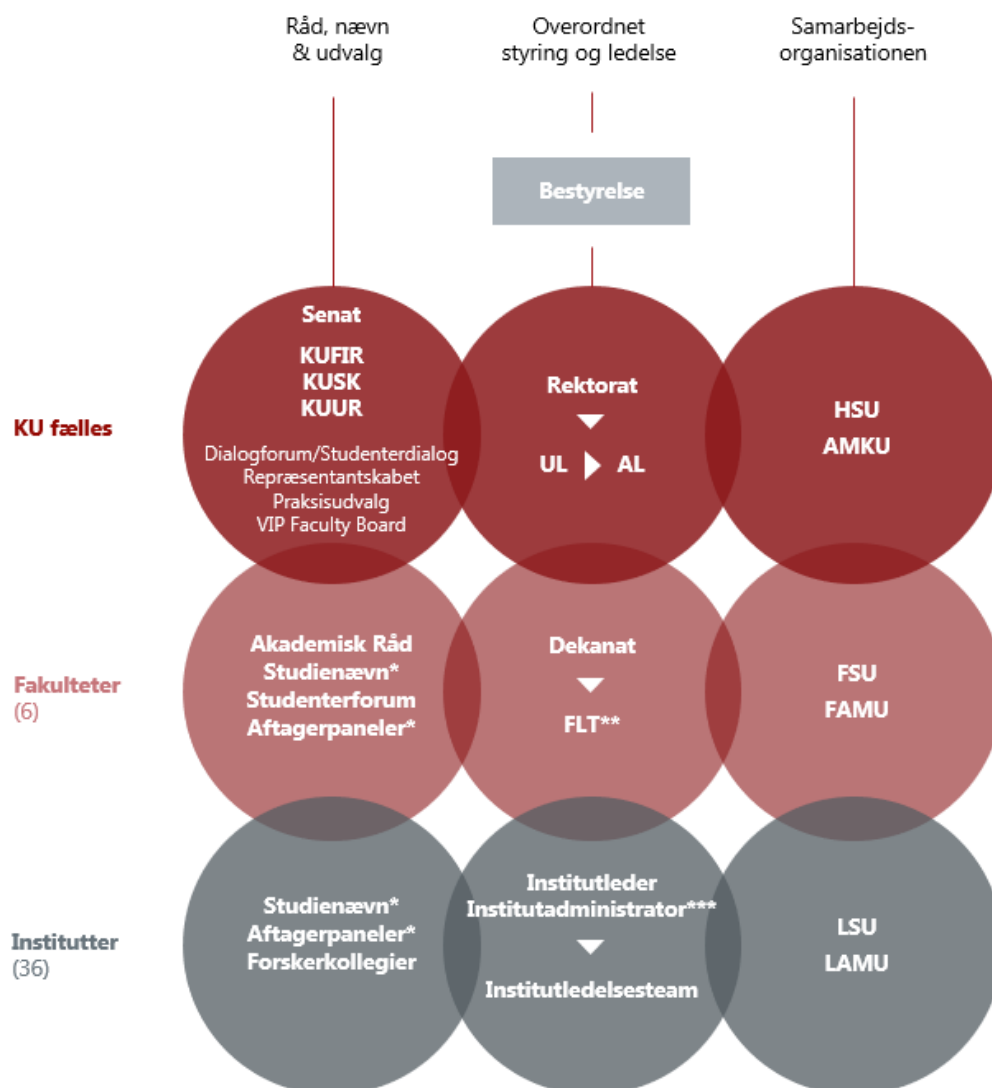 Råd, nævn
& udvalg
Overordnet
styring og ledelse
Samarbejds-
organisationen
Bestyrelse
KU fælles
Senat
KUFIR
KUSK
KUUR
Dialogforum/Studenterdialog
Repræsentantskabet
Praksisudvalg
VIP Faculty Board
Rektorat
UL AL
HSU
AMKU
Fakulteter
(6)
Akademisk Råd
Studienævn*
Studenterforum
Aftagerpaneler*
Dekanat
FLT**
FSU
FAMU
Institutter
(36)
Studienævn*
Aftagerpaneler*
Forskerkollegier
Institutleder
Institutadministrator***
Institutledelsesteam
LSU
LAMU